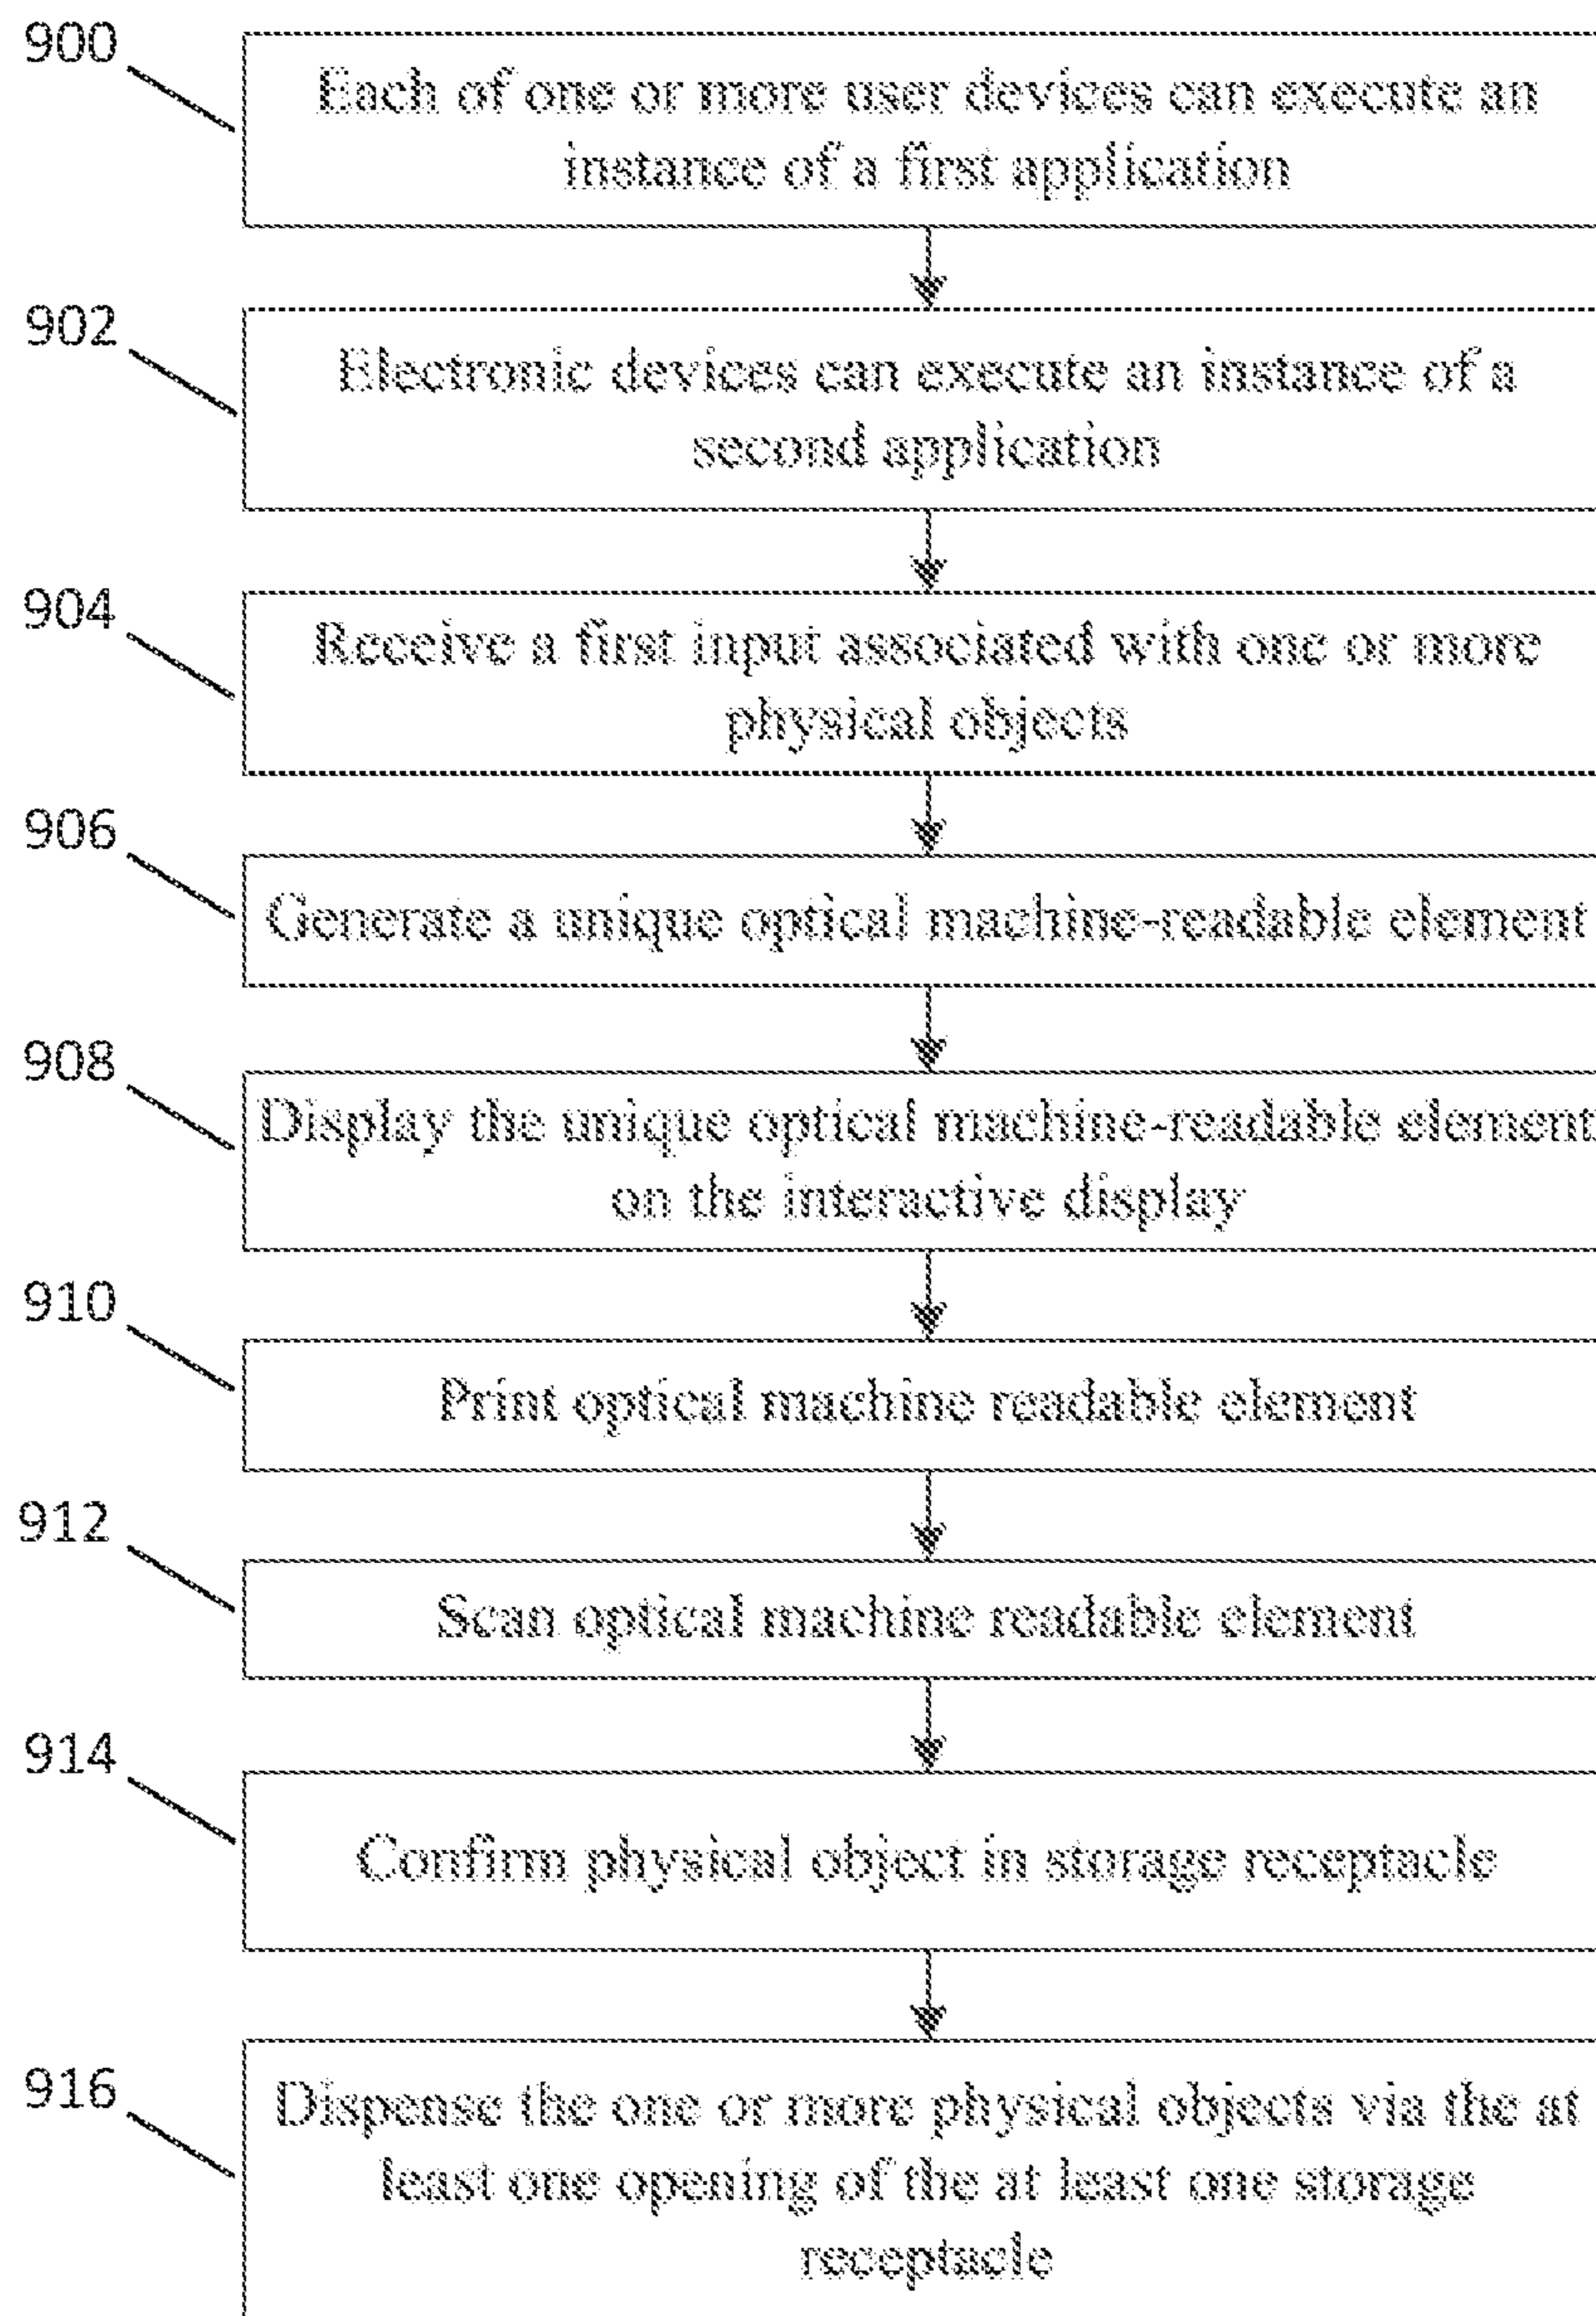 900
Each of one or more user devices can execute an
instance of a first application
902
Electronic devices can execute an instance of a
second application
904
Receive a first input associated with one or more
physical objects
906
Generate a unique optical machine-readable element
908
Display the unique optical machine-readable element
on the interactive display
910
Print optical machine readable element
912
Scan optical machine readable element
914
Confirm physical object in storage receptacle
916
Dispense the one or more physical objects via the at
least one opening of the at least one storage
receptacle